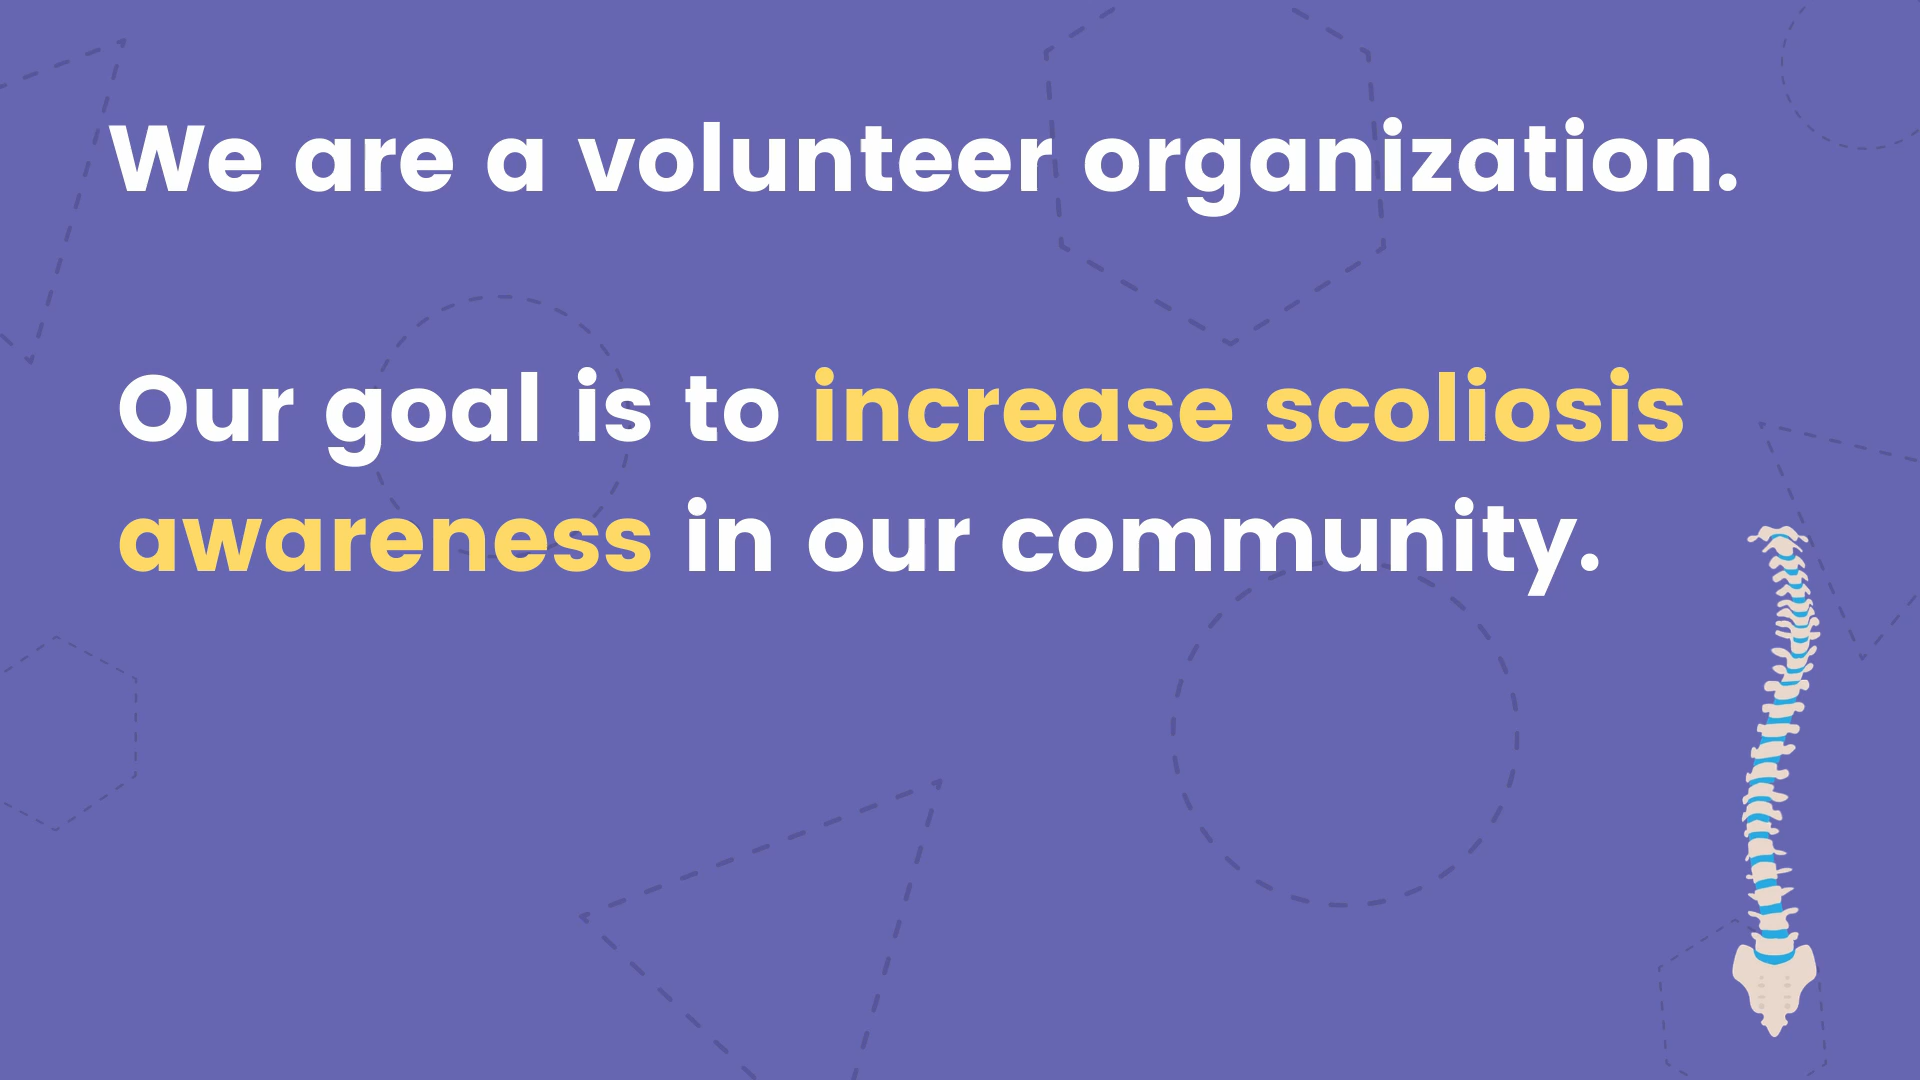 We are a volunteer organization.
Our goal is to increase scoliosis
awareness in our community.